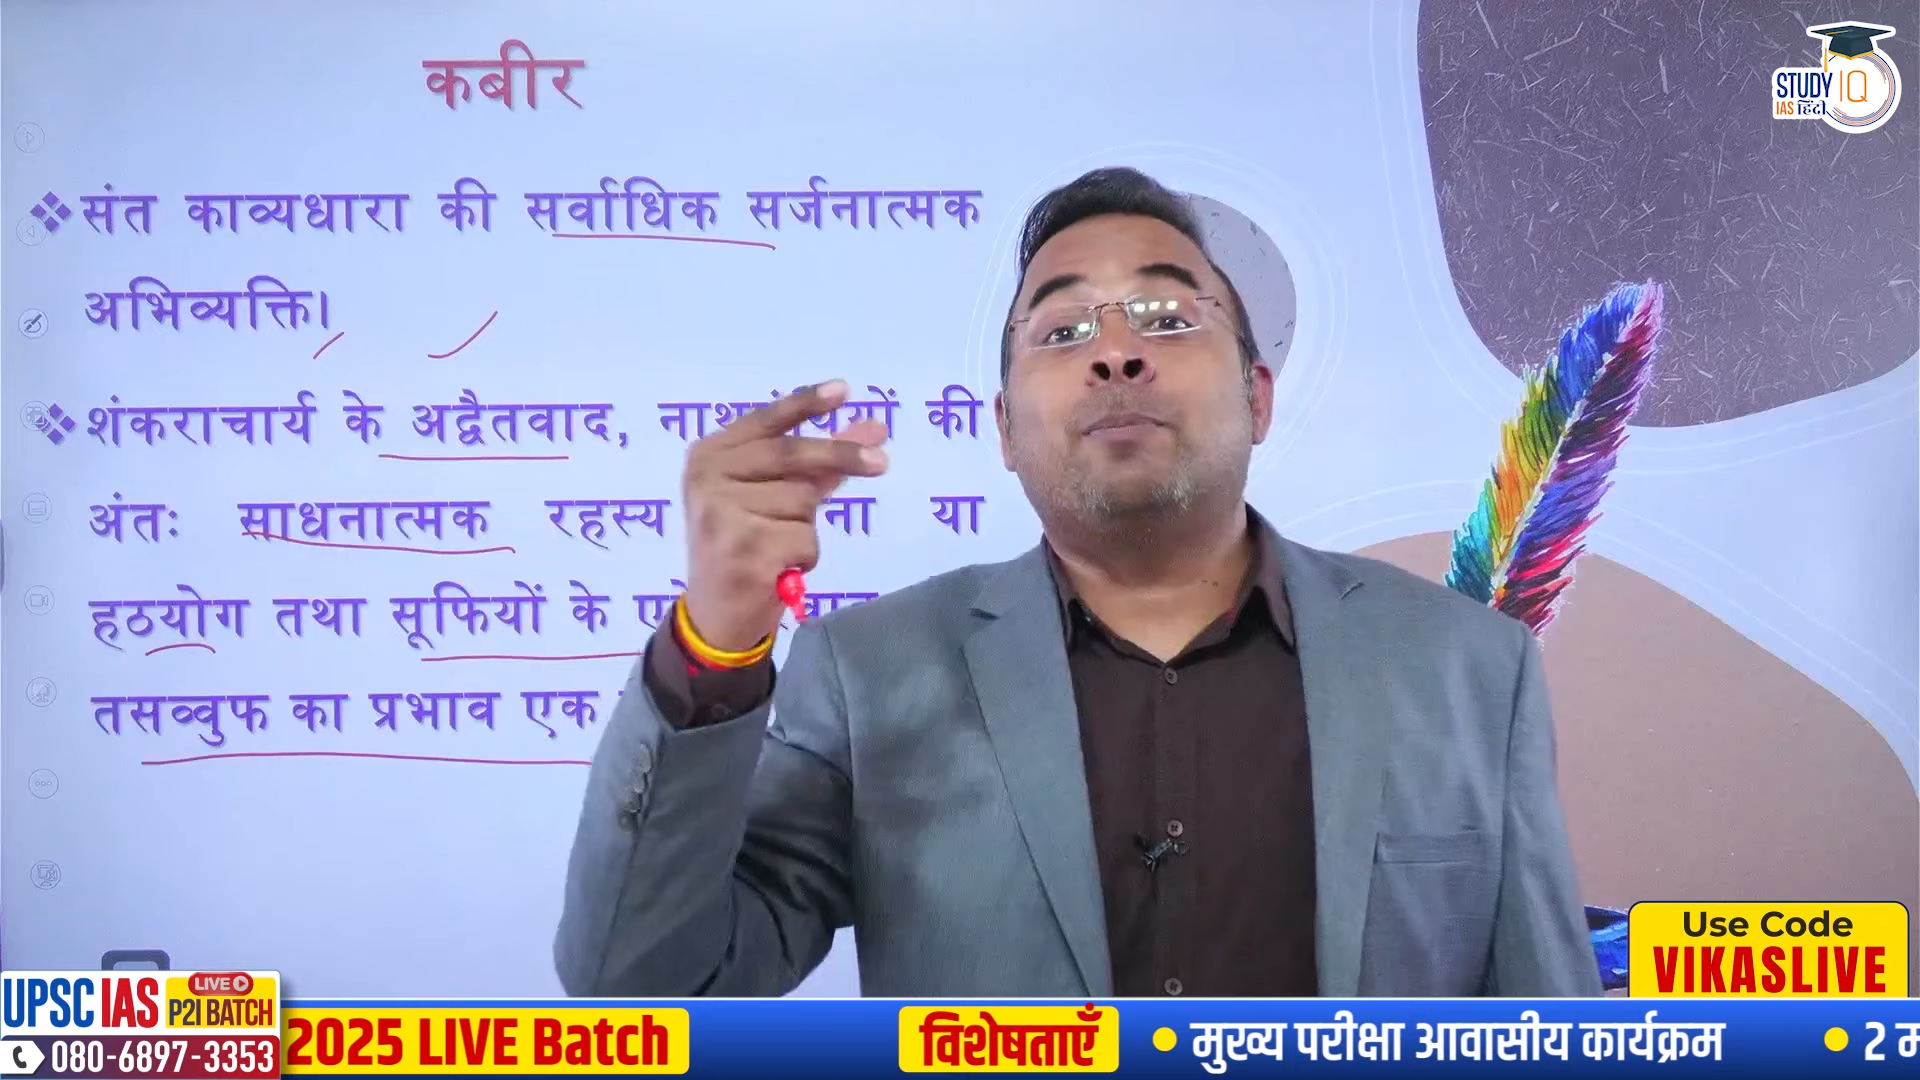 कबीर
STUDY IQ
IAS हिंदी
❖ संत काव्यधारा की सर्वाधिक सर्जनात्मक
अभिव्यक्ति।
❖ शंकराचार्य के अद्वैतवाद, की
अंतः साधनात्मक रहस्य या
हठयोग तथा सूफियों के
तसव्वुफ का प्रभाव एक
Use Code
VIKASLIVE
UPSC IAS LIVE P2I BATCH
080-6897-3353
2025 LIVE Batch विशेषताएँ • मुख्य परीक्षा आवासीय कार्यक्रम • 2